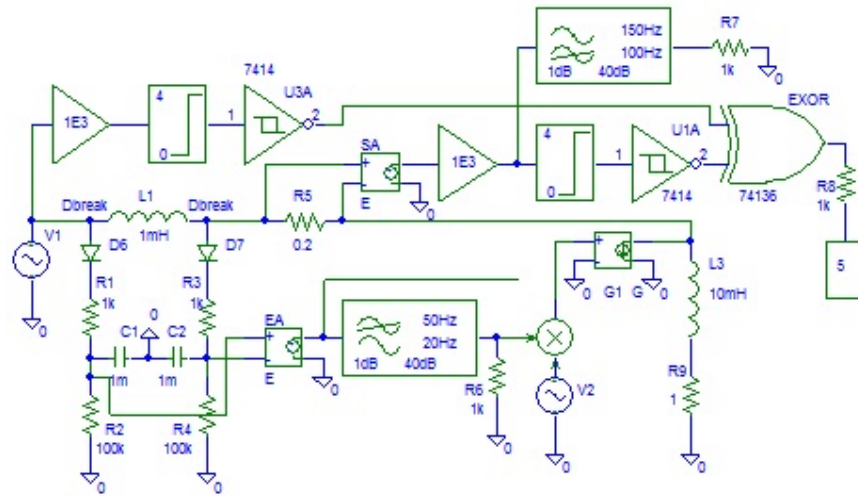 150Hz
100Hz
1dB 40dB
R7
1k
0
7414
U3A
EXOR
1E3
4
0
1
2
SA
E
0
1E3
4
0
1
U1A
2
7414
74136
R8
1k
5
0
Dbreak
L1
1mH
Dbreak
R5
0.2
V1
0
D6
D7
R1
1k
R3
1k
0
C1
C2
1m
1m
EA
E
0
50Hz
20Hz
1dB 40dB
R6
1k
0
V2
0
0
G1
G
0
L3
10mH
R9
1
0
R2
100k
0
R4
100k
0